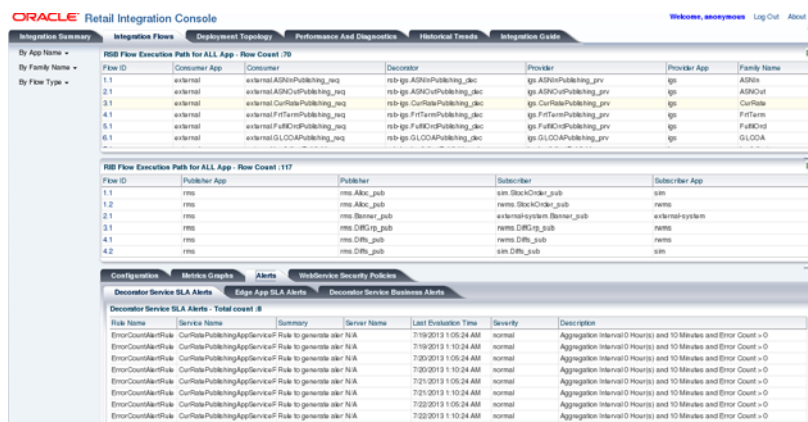 ORACLE Retail Integration Console
Welcome, anonymous Log Out About
Integration Summary Integration Flows Deployment Topology Performance And Diagnostics Historical Trends Integration Guide
By App Name
By Family Name
By Flow Type
RSB Flow Execution Path for ALL App - Row Count :70
Flow ID Consumer App Consumer Decorator Provider Provider App Family Name
1.1 external external.ASNInPublishing_req rsb-igs.ASNInPublishing_dec igs.ASNInPublishing_prv igs ASNIn
2.1 external external.ASNOutPublishing_req rsb-igs.ASNOutPublishing_dec igs.ASNOutPublishing_prv igs ASNOut
3.1 external external.CurRatePublishing_req rsb-igs.CurRatePublishing_dec igs.CurRatePublishing_prv igs CurRate
4.1 external external.FrtTermPublishing_req rsb-igs.FrtTermPublishing_dec igs.FrtTermPublishing_prv igs FrtTerm
5.1 external external.FulfilOrdPublishing_req rsb-igs.FulfilOrdPublishing_dec igs.FulfilOrdPublishing_prv igs FulfilOrd
6.1 external external.GLCOAPublishing_req rsb-igs.GLCOAPublishing_dec igs.GLCOAPublishing_prv igs GLCOA
RIB Flow Execution Path for ALL App - Row Count :117
Flow ID Publisher App Publisher Subscriber Subscriber App
1.1 rms rms.Alloc_pub sim.StockOrder_sub sim
1.2 rms rms.Alloc_pub rwms.StockOrder_sub rwms
2.1 rms rms.Banner_pub external-system.Banner_sub external-system
3.1 rms rms.DiffGrp_pub rwms.DiffGrp_sub rwms
4.1 rms rms.Diffs_pub rwms.Diffs_sub rwms
4.2 rms rms.Diffs_pub sim.Diffs_sub sim
Configuration Metrics Graphs Alerts WebService Security Policies
Decorator Service SLA Alerts Edge App SLA Alerts Decorator Service Business Alerts
Decorator Service SLA Alerts - Total count :8
Rule Name Service Name Summary Server Name Last Evaluation Time Severity Description
ErrorCountAlertRule CurRatePublishingAppServiceF Rule to generate aler N/A 7/19/2013 1:05:24 AM normal Aggregation Interval 0 Hour(s) and 10 Minutes and Error Count > 0
ErrorCountAlertRule CurRatePublishingAppServiceF Rule to generate aler N/A 7/19/2013 1:10:24 AM normal Aggregation Interval 0 Hour(s) and 10 Minutes and Error Count > 0
ErrorCountAlertRule CurRatePublishingAppServiceF Rule to generate aler N/A 7/20/2013 1:05:24 AM normal Aggregation Interval 0 Hour(s) and 10 Minutes and Error Count > 0
ErrorCountAlertRule CurRatePublishingAppServiceF Rule to generate aler N/A 7/20/2013 1:10:24 AM normal Aggregation Interval 0 Hour(s) and 10 Minutes and Error Count > 0
ErrorCountAlertRule CurRatePublishingAppServiceF Rule to generate aler N/A 7/21/2013 1:05:24 AM normal Aggregation Interval 0 Hour(s) and 10 Minutes and Error Count > 0
ErrorCountAlertRule CurRatePublishingAppServiceF Rule to generate aler N/A 7/21/2013 1:10:24 AM normal Aggregation Interval 0 Hour(s) and 10 Minutes and Error Count > 0
ErrorCountAlertRule CurRatePublishingAppServiceF Rule to generate aler N/A 7/22/2013 1:05:24 AM normal Aggregation Interval 0 Hour(s) and 10 Minutes and Error Count > 0
ErrorCountAlertRule CurRatePublishingAppServiceF Rule to generate aler N/A 7/22/2013 1:10:24 AM normal Aggregation Interval 0 Hour(s) and 10 Minutes and Error Count > 0